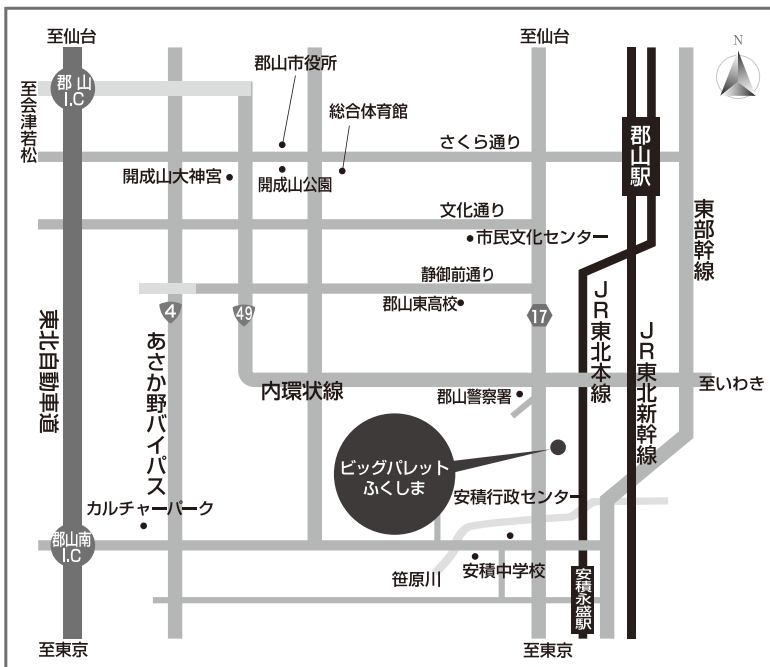 至仙台
至仙台
N
郡山市役所
郡山
I.C
至会津若松
総合体育館
さくら通り
郡山駅
開成山大神宮
開成山公園
文化通り
東部幹線
市民文化センター
静御前通り
郡山東高校
4
49
17
東北自動車道
あさか野バイパス
JR東北本線
JR東北新幹線
内環状線
郡山警察署
至いわき
ビッグパレット
ふくしま
安積行政センター
カルチャーパーク
郡山南
I.C
笹原川
安積中学校
安積永盛駅
至東京
至東京